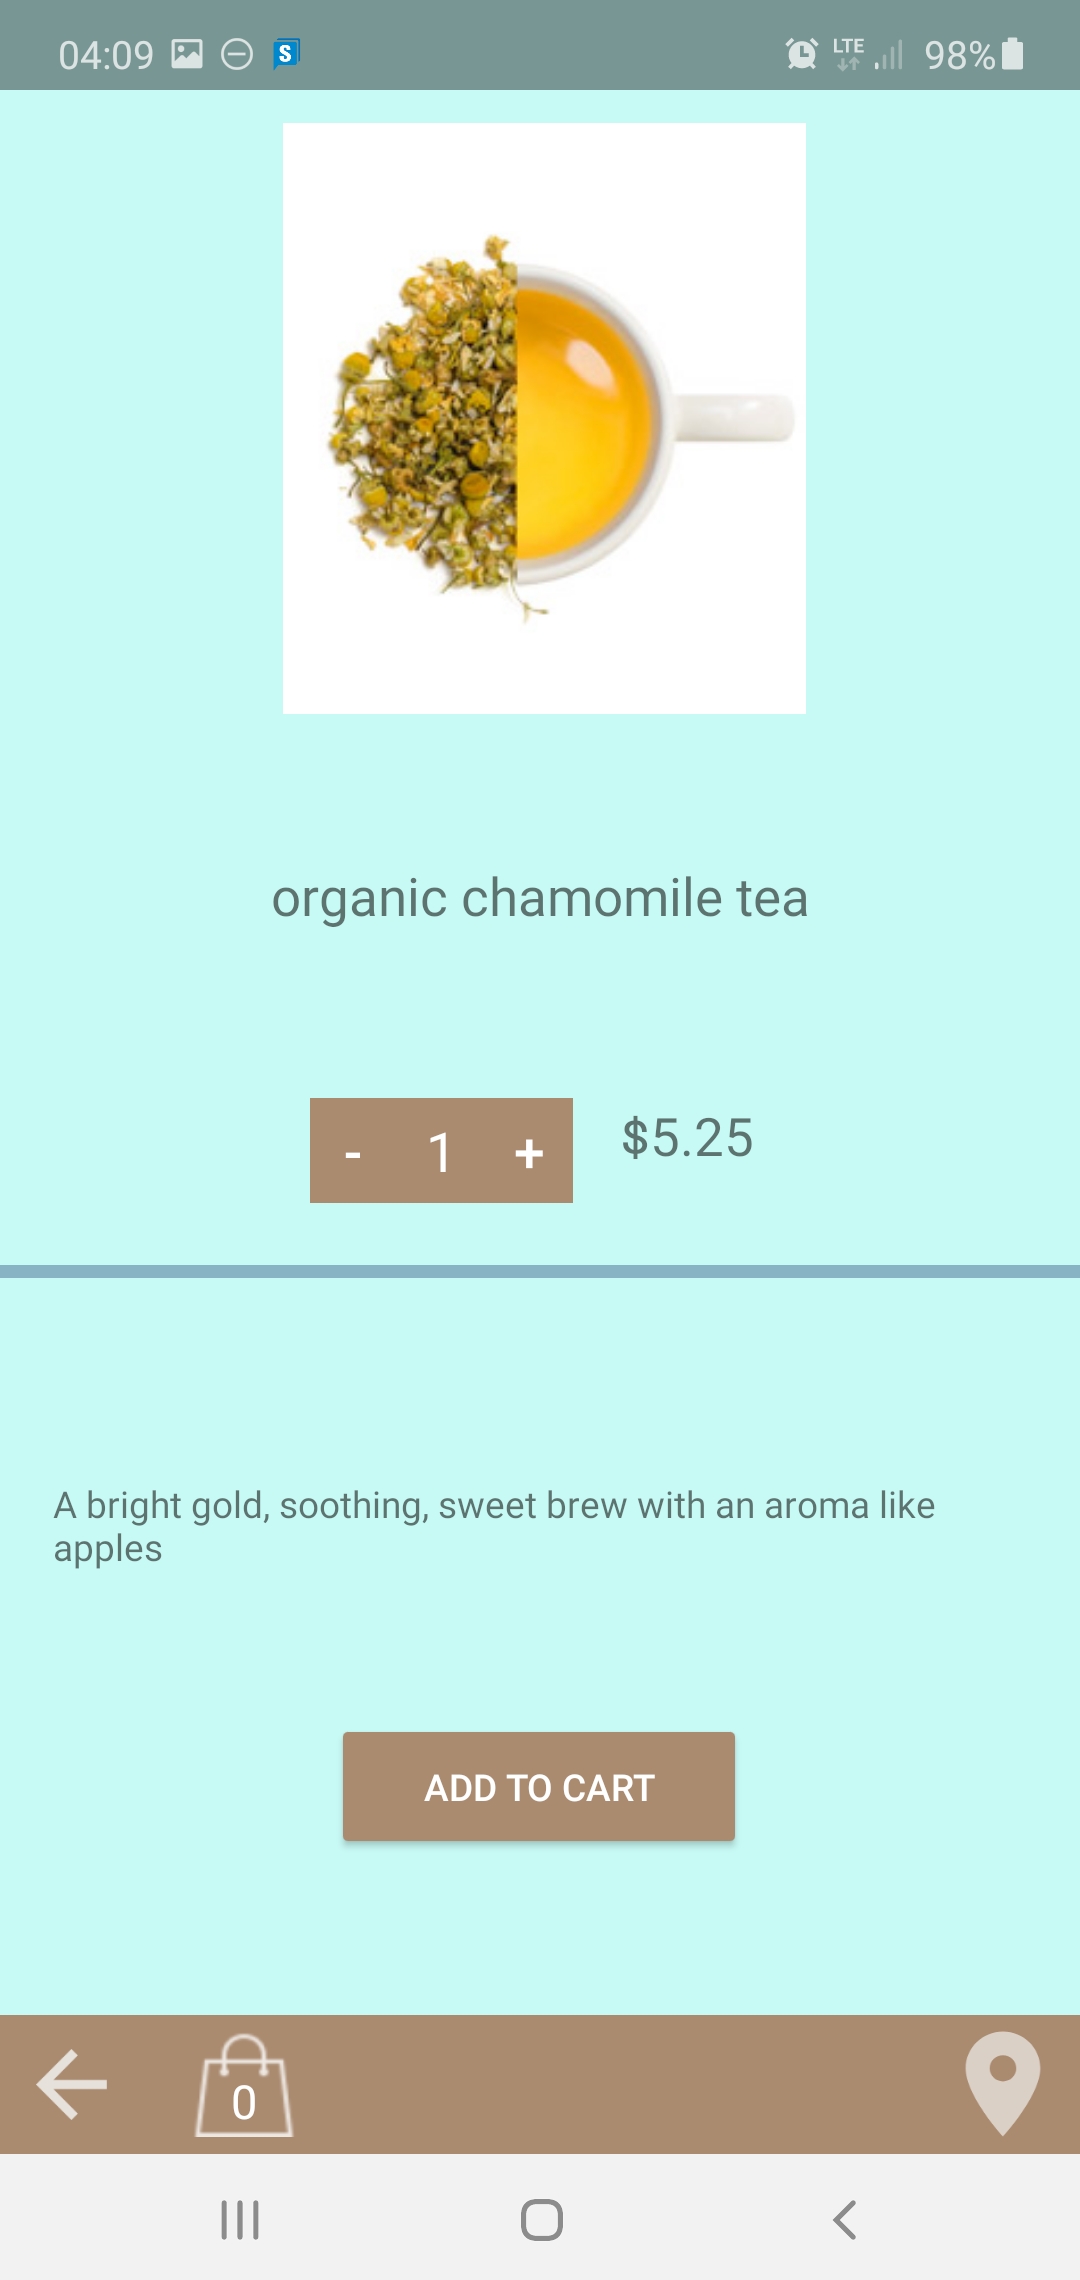 04:09 S LTE 98%
organic chamomile tea
- 1 + $5.25
A bright gold, soothing, sweet brew with an aroma like
apples
ADD TO CART
0